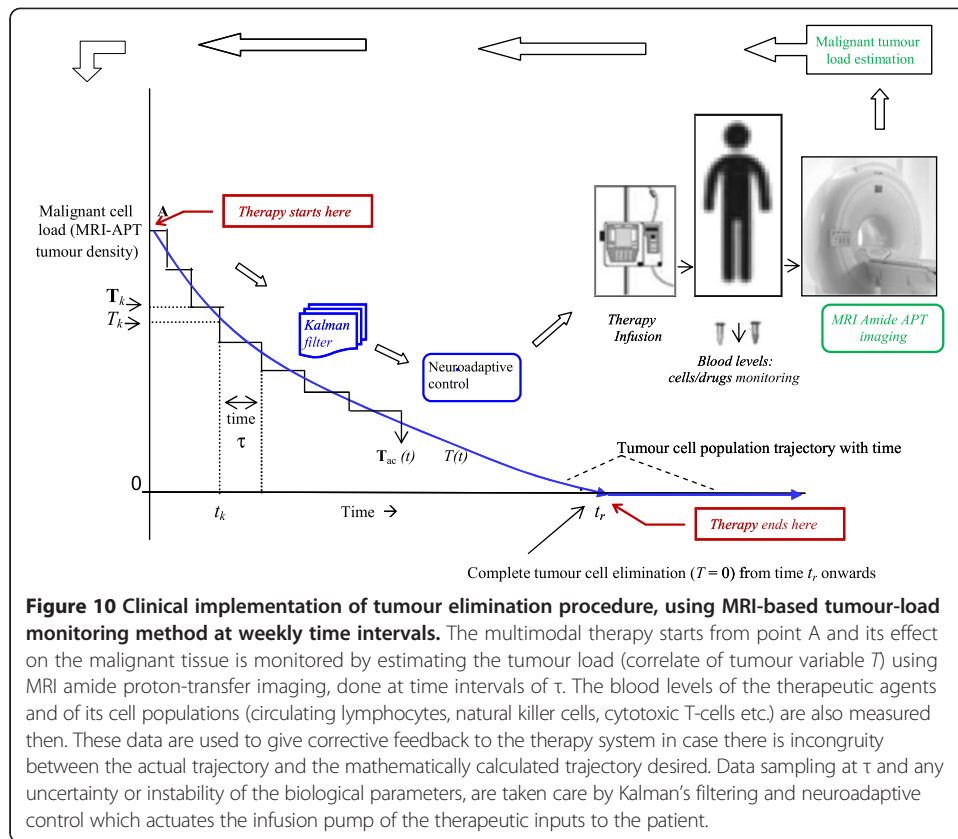 Malignant tumour
load estimation
A
Therapy starts here
Malignant cell
load (MRI-APT
tumour density)
T k
T k
Kalman
filter
Neuroadaptive
control
Therapy
Infusion
Blood levels:
cells/drugs monitoring
MRI Amide APT
imaging
time
τ
T ac (t)
T(t)
Tumour cell population trajectory with time
0
t k
Time →
t r
Therapy ends here
Complete tumour cell elimination (T = 0) from time t r onwards
Figure 10 Clinical implementation of tumour elimination procedure, using MRI-based tumour-load
monitoring method at weekly time intervals. The multimodal therapy starts from point A and its effect
on the malignant tissue is monitored by estimating the tumour load (correlate of tumour variable T) using
MRI amide proton-transfer imaging, done at time intervals of τ. The blood levels of the therapeutic agents
and of its cell populations (circulating lymphocytes, natural killer cells, cytotoxic T-cells etc.) are also measured
then. These data are used to give corrective feedback to the therapy system in case there is incongruity
between the actual trajectory and the mathematically calculated trajectory desired. Data sampling at τ and any
uncertainty or instability of the biological parameters, are taken care by Kalman's filtering and neuroadaptive
control which actuates the infusion pump of the therapeutic inputs to the patient.